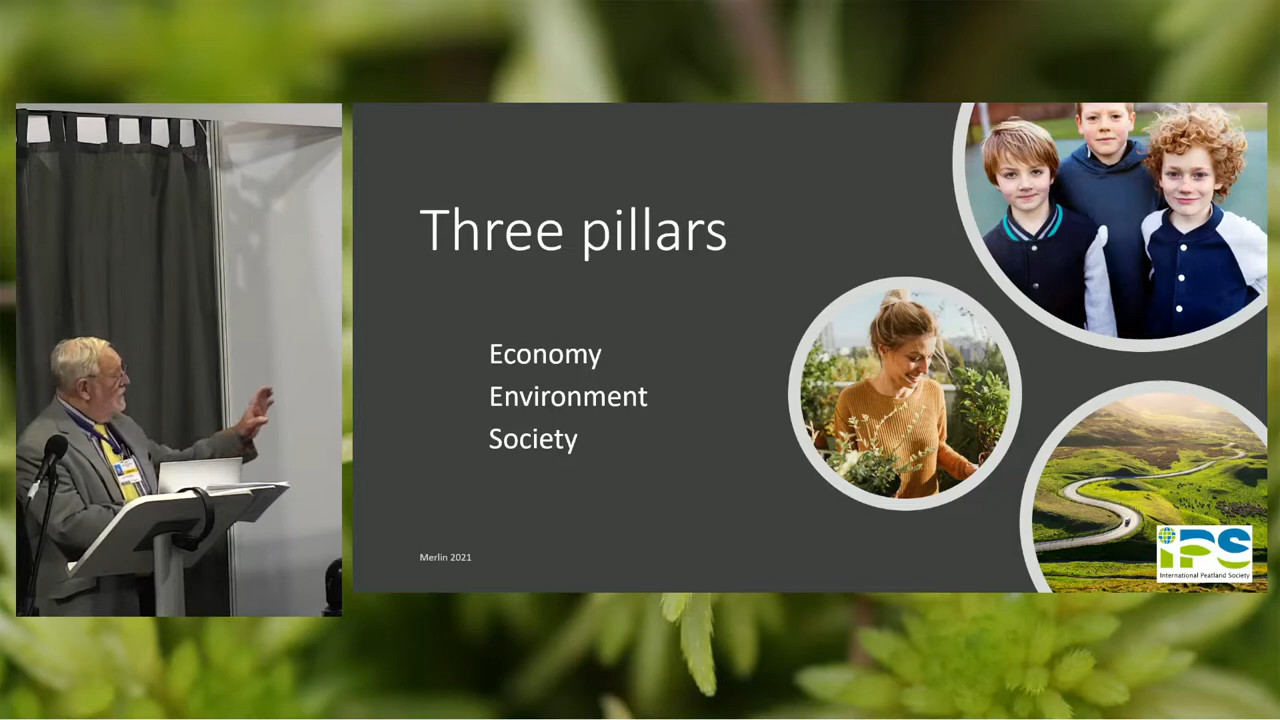 Three pillars
Economy
Environment
Society
Merlin 2021
iPS
International Peatland Society